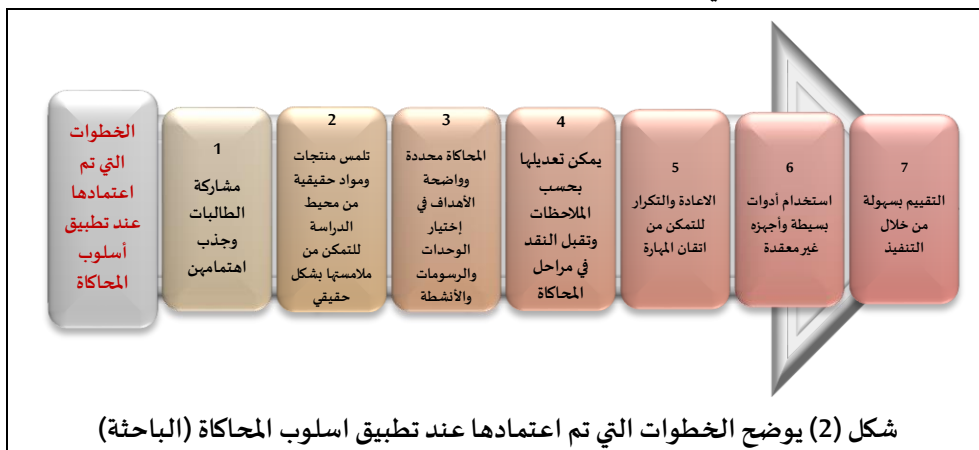 الخطوات
التي تم
اعتمادها
عند تطبيق
أسلوب
المحاكاة
1
مشاركة
الطالبات
وجذب
اهتمامهن
2
تلمس منتجات
ومواد حقيقية
من محيط
الدراسة
للتمكن من
ملامستها بشكل
حقيقي
3
المحاكاة محددة
وواضحة
الأهداف في
إختيار
الوحدات
والرسومات
والأنشطة
4
يمكن تعديلها
بحسب
الملاحظات
وتقبل النقد
في مراحل
المحاكاة
5
الاعادة والتكرار
للتمكن من
اتقان المهارة
6
استخدام أدوات
بسيطة وأجهزه
غير معقدة
7
التقييم بسهولة
من خلال
التنفيذ
شكل (2) يوضح الخطوات التي تم اعتمادها عند تطبيق اسلوب المحاكاة (الباحثة)